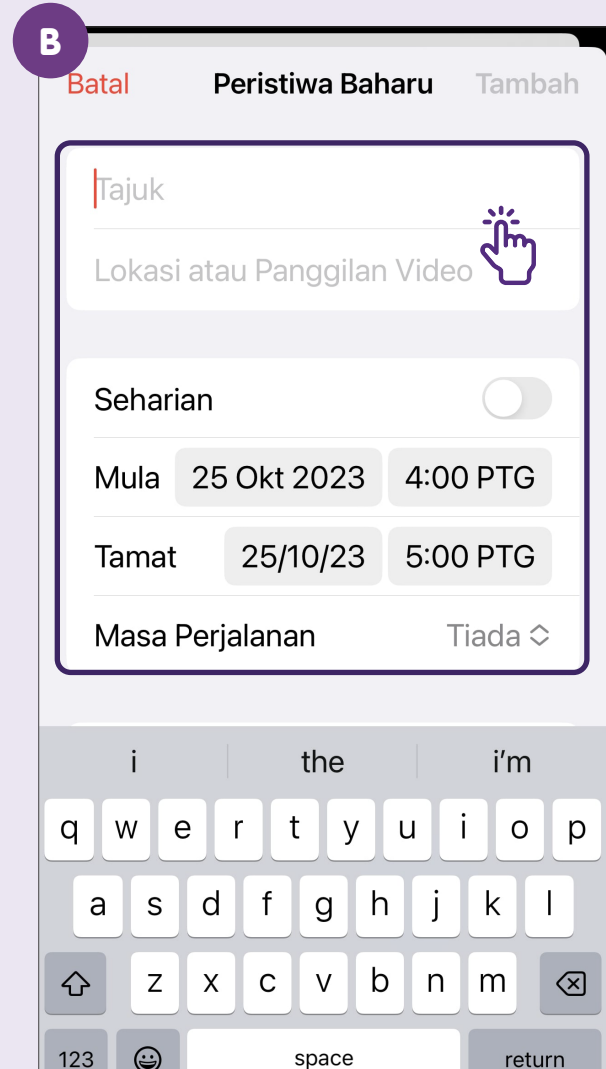 B
Batal Peristiwa Baharu Tambah
Tajuk
Lokasi atau Panggilan Video
Seharian
Mula 25 Okt 2023 4:00 PTG
Tamat 25/10/23 5:00 PTG
Masa Perjalanan Tiada
i the i'm
q w e r t y u i o p
a s d f g h j k l
z x c v b n m
123 space return